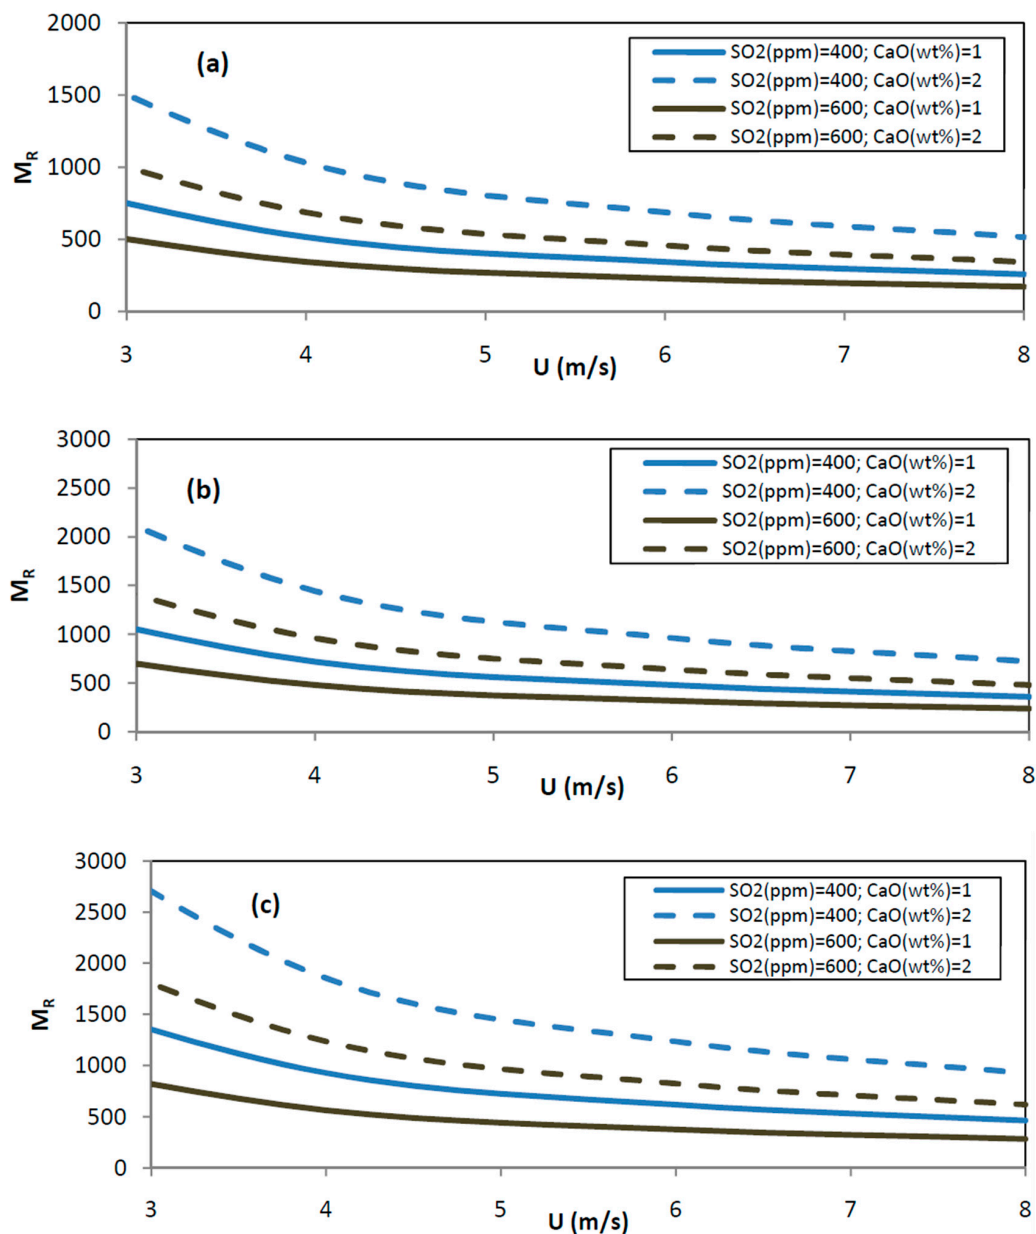 2000
(a)
SO2(ppm)=400; CaO(wt%)=1
SO2(ppm)=400; CaO(wt%)=2
SO2(ppm)=600; CaO(wt%)=1
SO2(ppm)=600; CaO(wt%)=2
1500
1000
500
0
MR
3 4 5 6 7 8
U (m/s)
3000
(b)
SO2(ppm)=400; CaO(wt%)=1
SO2(ppm)=400; CaO(wt%)=2
SO2(ppm)=600; CaO(wt%)=1
SO2(ppm)=600; CaO(wt%)=2
2500
2000
1500
1000
500
0
MR
3 4 5 6 7 8
U (m/s)
3000
(c)
SO2(ppm)=400; CaO(wt%)=1
SO2(ppm)=400; CaO(wt%)=2
SO2(ppm)=600; CaO(wt%)=1
SO2(ppm)=600; CaO(wt%)=2
2500
2000
1500
1000
500
0
MR
3 4 5 6 7 8
U (m/s)